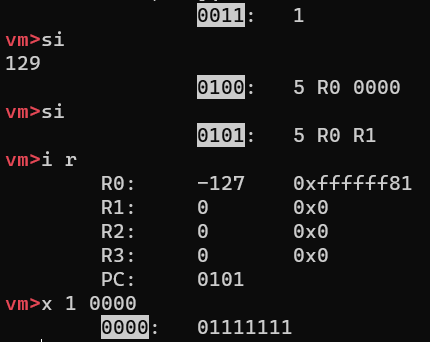 0011: 1
vm>si
129
0100: 5 R0 0000
vm>si
0101: 5 R0 R1
vm>i r
R0: -127 0xffffff81
R1: 0 0x0
R2: 0 0x0
R3: 0 0x0
PC: 0101
vm>x 1 0000
0000: 01111111